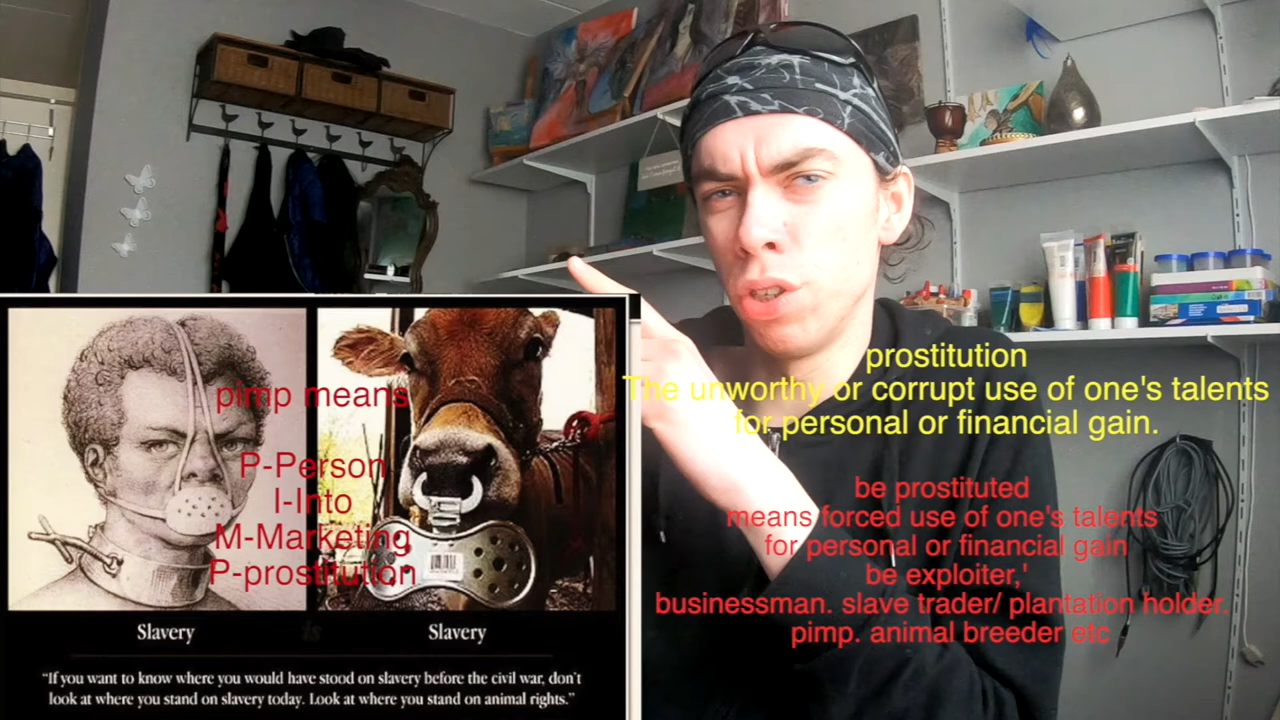 pimp means
P-Person
I-Into
M-Marketing
P-prostitution
Slavery is Slavery
"If you want to know where you would have stood on slavery before the civil war, don't
look at where you stand on slavery today. Look at where you stand on animal rights."
prostitution
The unworthy or corrupt use of one's talents
for personal or financial gain.
be prostituted
means forced use of one's talents
for personal or financial gain
be exploiter,'
businessman. slave trader/ plantation holder.
pimp. animal breeder etc